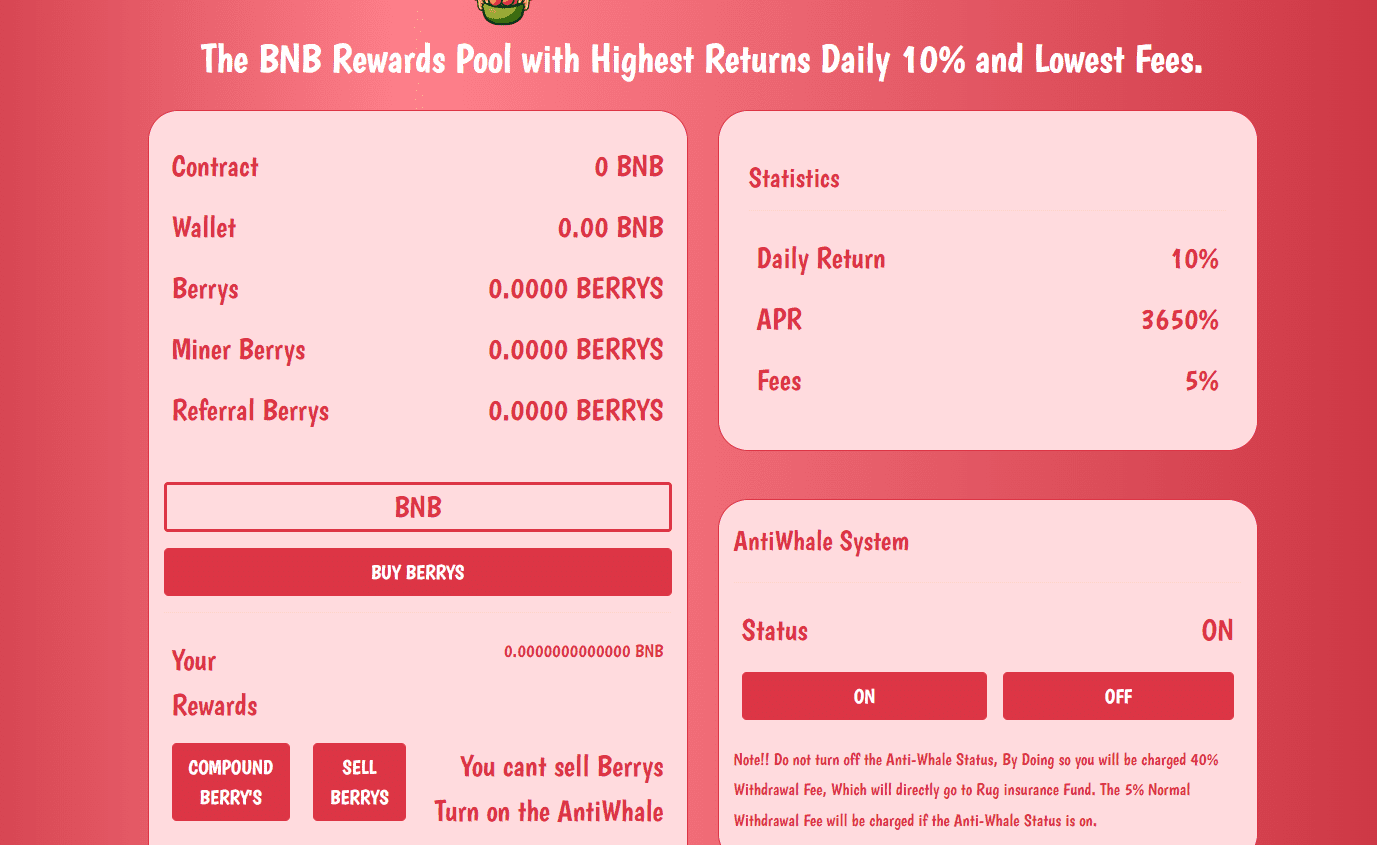 The BNB Rewards Pool with Highest Returns Daily 10% and Lowest Fees.
Contract 0 BNB
Wallet 0.00 BNB
Berrys 0.0000 BERRYS
Miner Berrys 0.0000 BERRYS
Referral Berrys 0.0000 BERRYS
BNB
BUY BERRYS
Your
Rewards
0.0000000000000 BNB
COMPOUND
BERRY'S
SELL
BERRYS
You cant sell Berrys
Turn on the AntiWhale
Statistics
Daily Return 10%
APR 3650%
Fees 5%
AntiWhale System
Status ON
ON
OFF
Note!! Do not turn off the Anti-Whale Status, By Doing so you will be charged 40%
Withdrawal Fee, Which will directly go to Rug insurance Fund. The 5% Normal
Withdrawal Fee will be charged if the Anti-Whale Status is on.